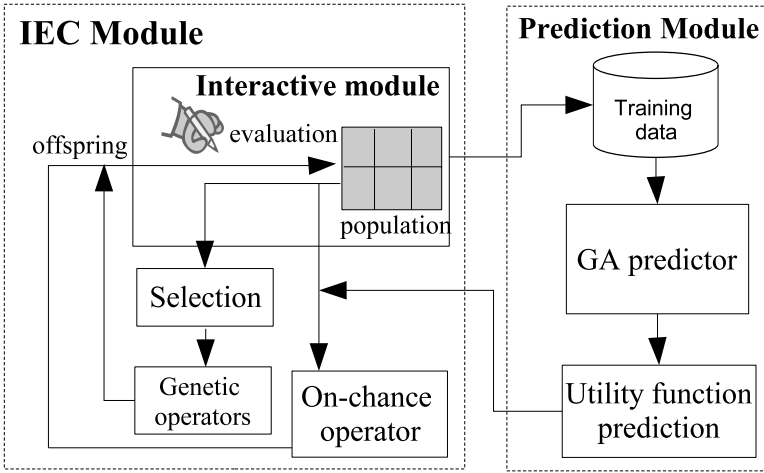 IEC Module
Prediction Module
Interactive module
evaluation
offspring
population
Training
data
Selection
GA predictor
Genetic
operators
On-chance
operator
Utility function
prediction